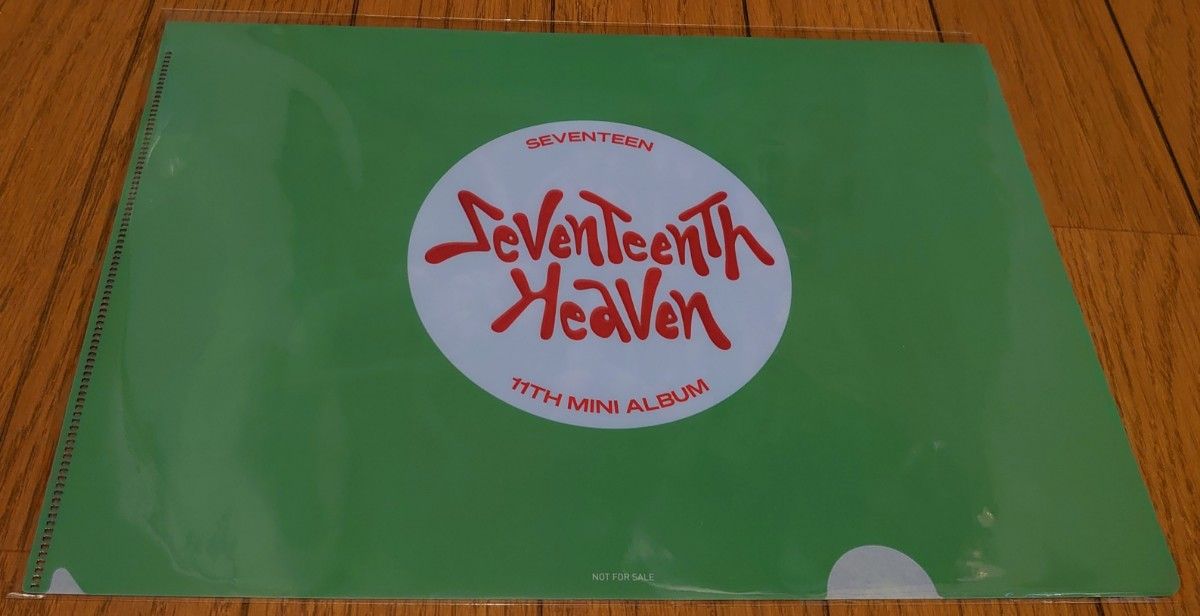 SEVENTEEN
SevenTeenTh
Heaven
11TH MINI ALBUM
NOT FOR SALE